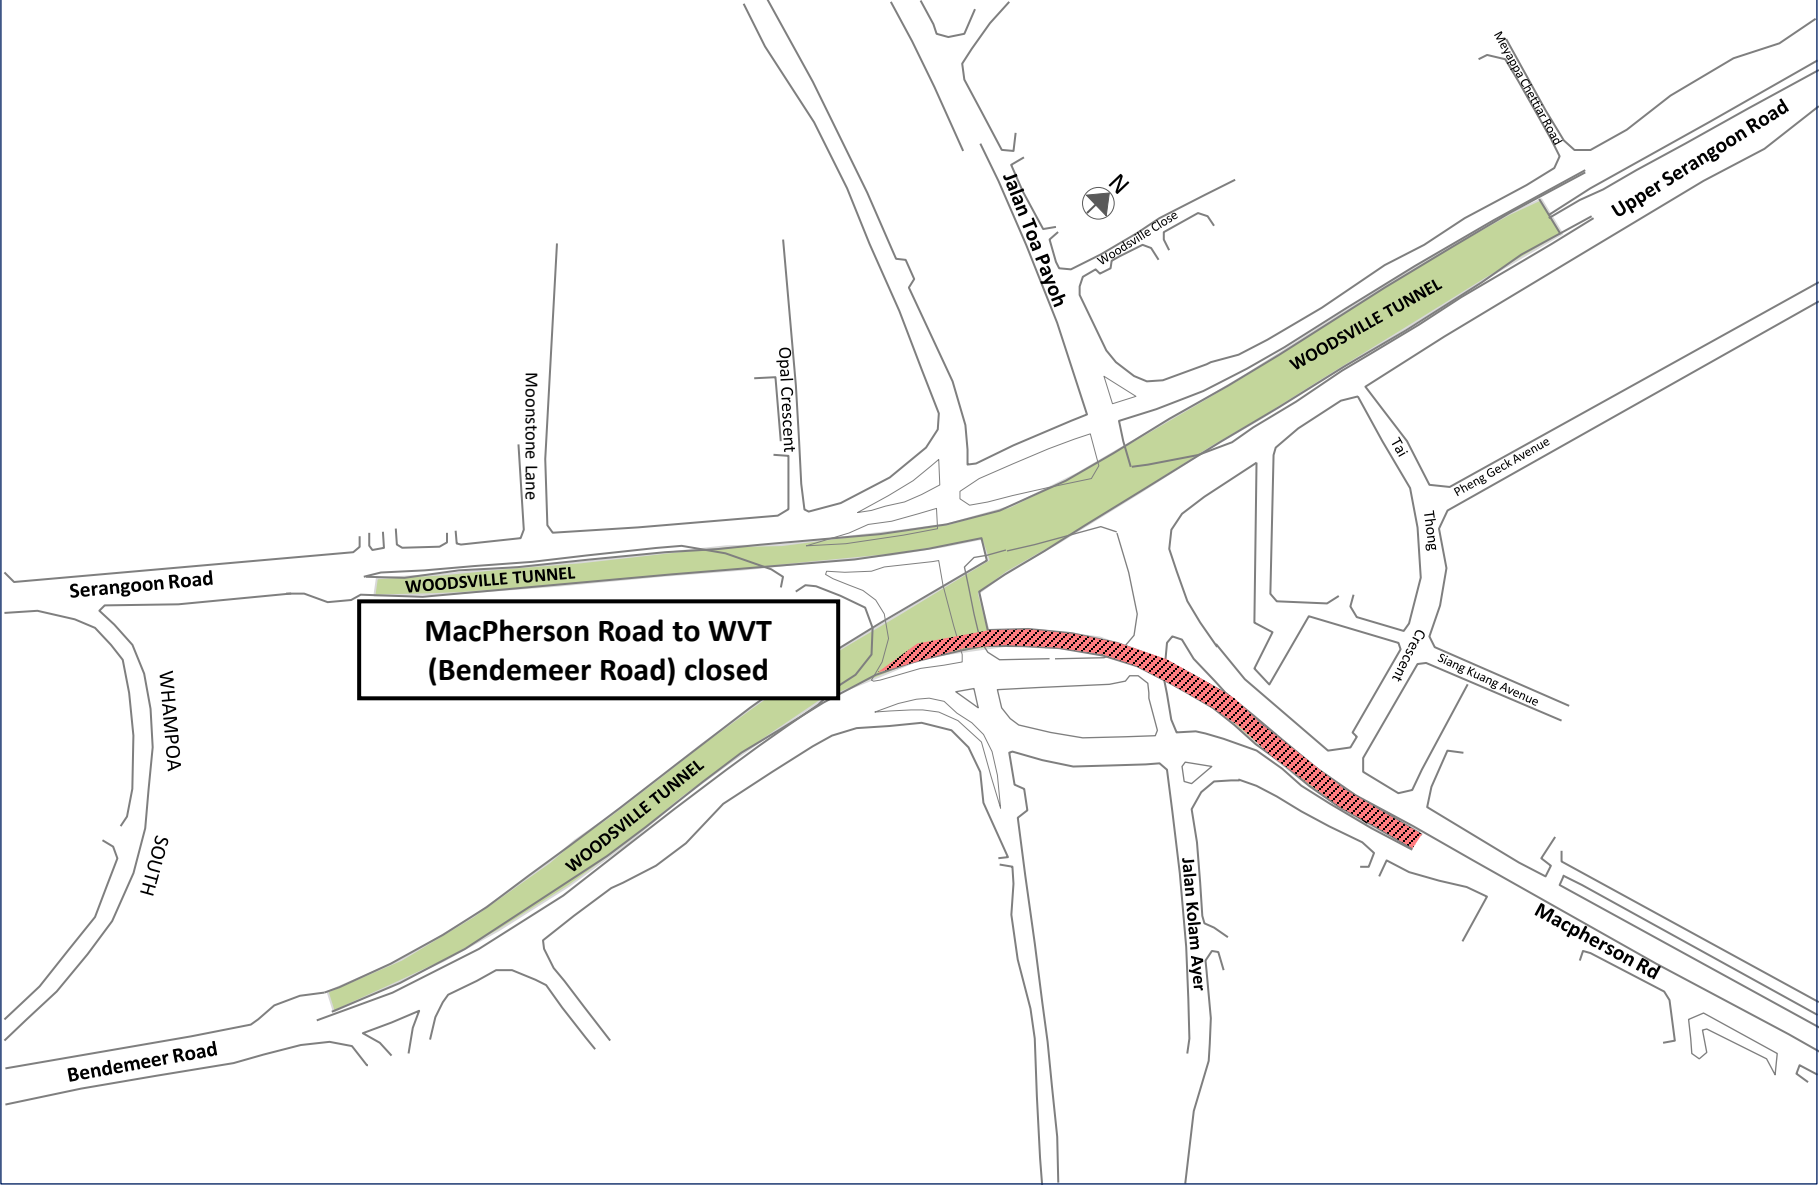 Meyappa Chettiar Road
Upper Serangoon Road
N
Jalan Toa Payoh
Woodsville Close
WOODSVILLE TUNNEL
Moonstone Lane
Opal Crescent
Tai
Thong
Crescent
Pheng Geck Avenue
Serangoon Road
WOODSVILLE TUNNEL
MacPherson Road to WVT
(Bendemeer Road) closed
Siang Kuang Avenue
WHAMPOA
SOUTH
WOODSVILLE TUNNEL
Jalan Kolam Ayer
Macpherson Rd
Bendemeer Road